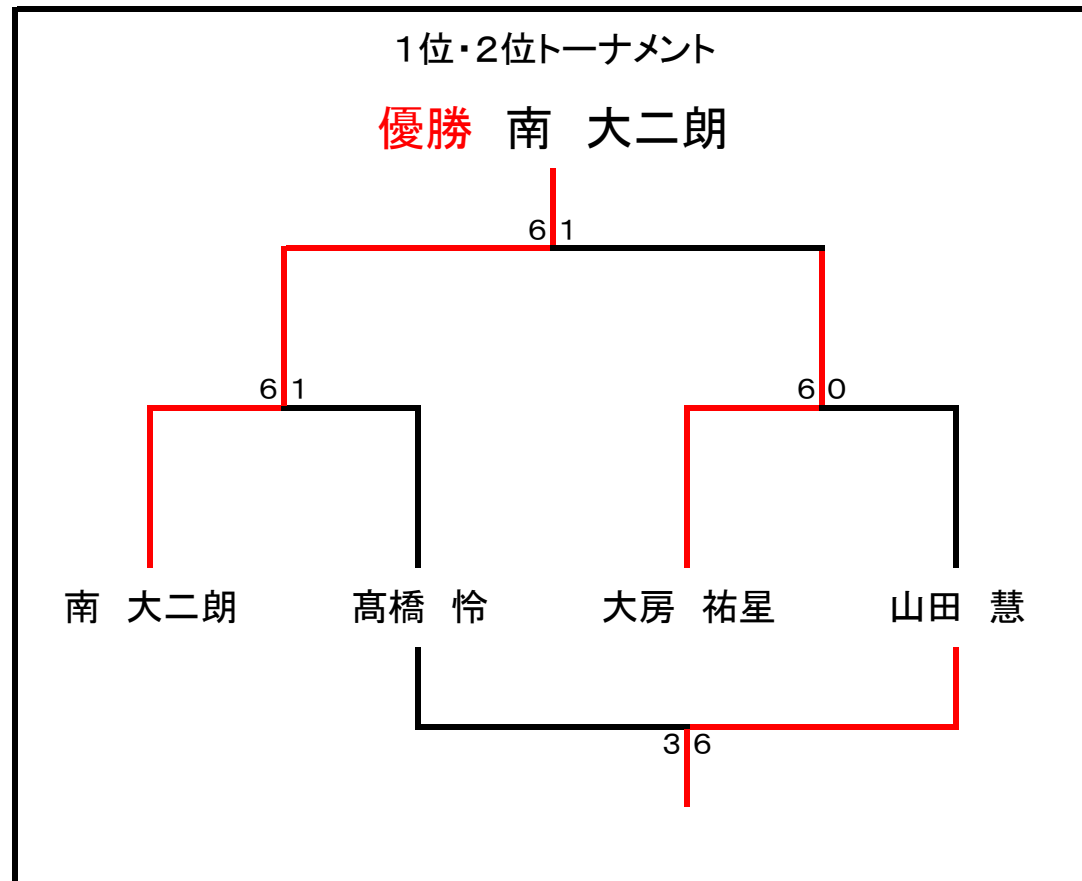 １位・２位トーナメント
優勝　南　大二朗
６ １
６ １　６ ０
南　大二朗　髙橋　怜　大房　祐星　山田　慧
３ ６